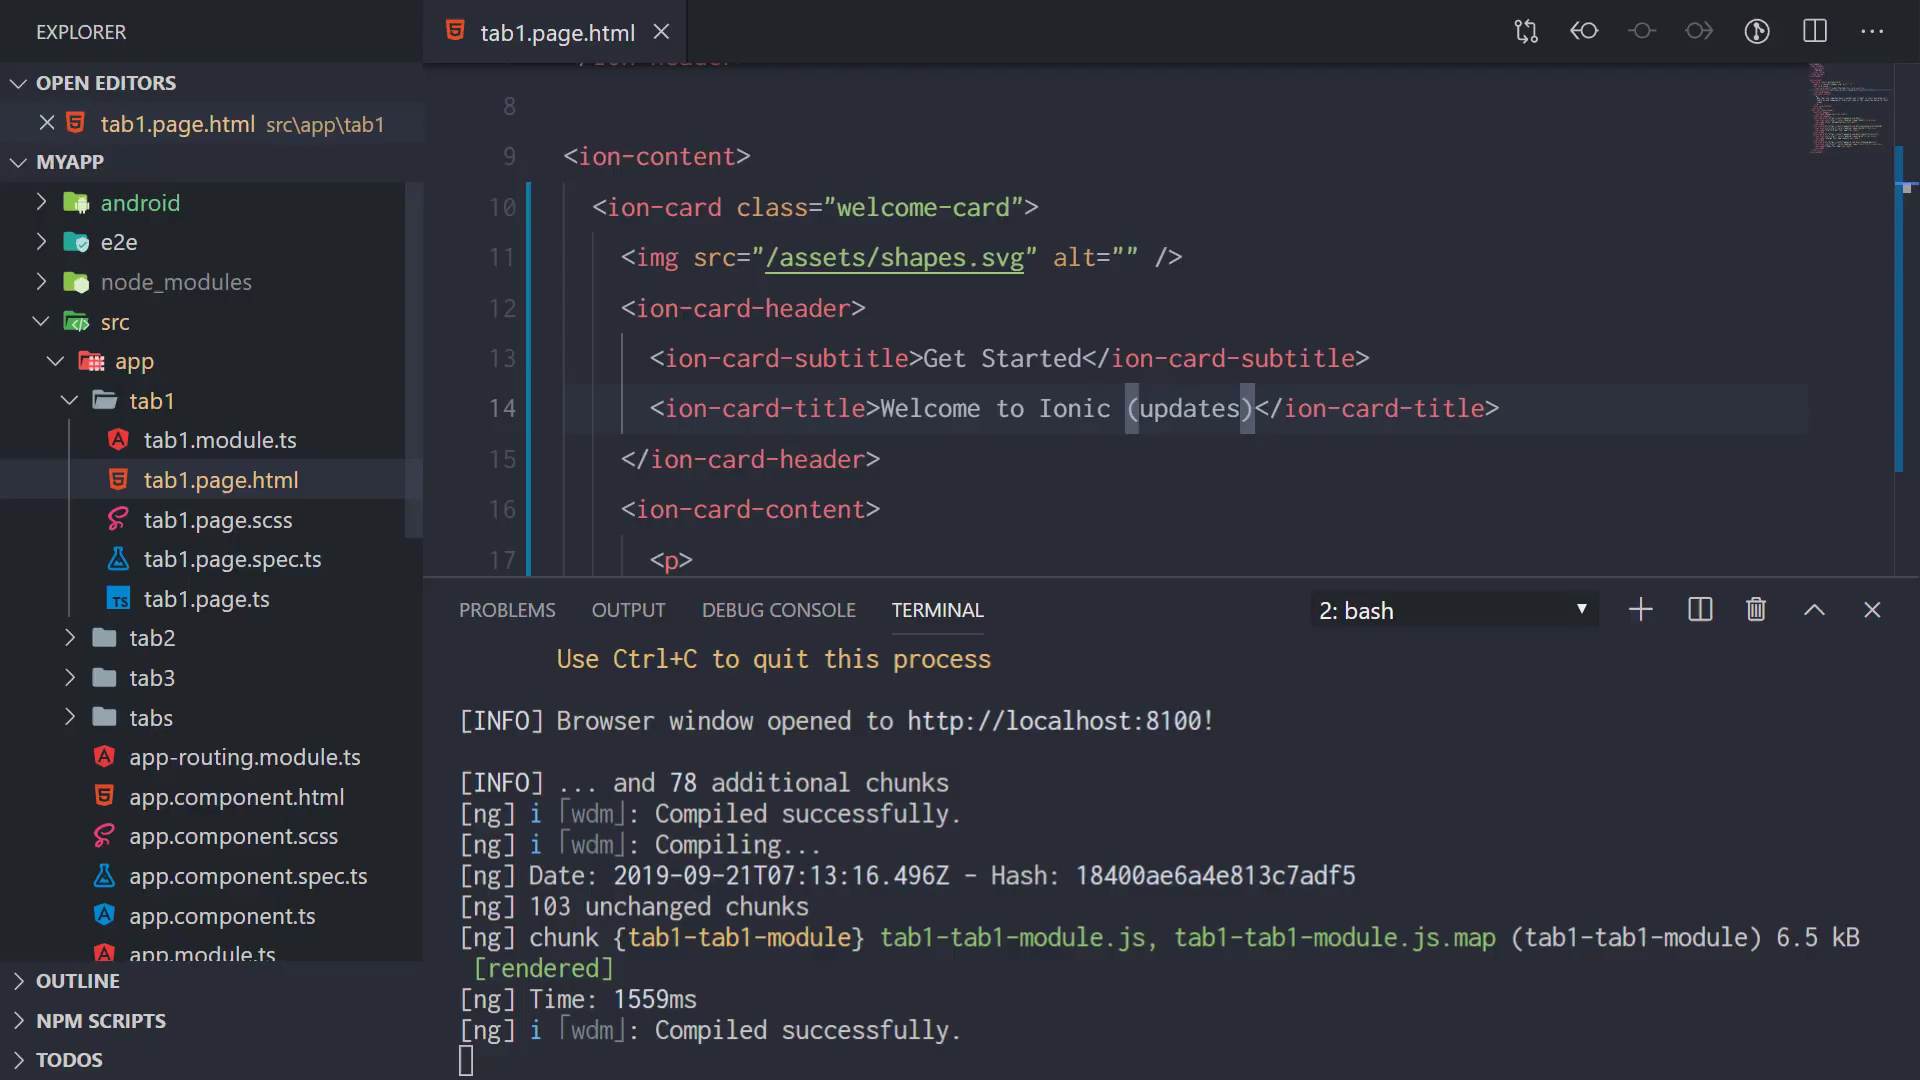 EXPLORER
OPEN EDITORS
tab1.page.html src\app\tab1
MYAPP
android
e2e
node_modules
src
app
tab1
tab1.module.ts
tab1.page.html
tab1.page.scss
tab1.page.spec.ts
TS tab1.page.ts
tab2
tab3
tabs
app-routing.module.ts
app.component.html
app.component.scss
app.component.spec.ts
app.component.ts
app.module.ts
OUTLINE
NPM SCRIPTS
TODOS
tab1.page.html
8
9 <ion-content>
10 <ion-card class="welcome-card">
11 <img src="/assets/shapes.svg" alt="" />
12 <ion-card-header>
13 <ion-card-subtitle>Get Started</ion-card-subtitle>
14 <ion-card-title>Welcome to Ionic (updates)</ion-card-title>
15 </ion-card-header>
16 <ion-card-content>
17 <p>
PROBLEMS OUTPUT DEBUG CONSOLE TERMINAL 2: bash
Use Ctrl+C to quit this process
[INFO] Browser window opened to http://localhost:8100!
[INFO] ... and 78 additional chunks
[ng] i ｢wdm｣: Compiled successfully.
[ng] i ｢wdm｣: Compiling...
[ng] Date: 2019-09-21T07:13:16.496Z - Hash: 18400ae6a4e813c7adf5
[ng] 103 unchanged chunks
[ng] chunk {tab1-tab1-module} tab1-tab1-module.js, tab1-tab1-module.js.map (tab1-tab1-module) 6.5 kB
[rendered]
[ng] Time: 1559ms
[ng] i ｢wdm｣: Compiled successfully.